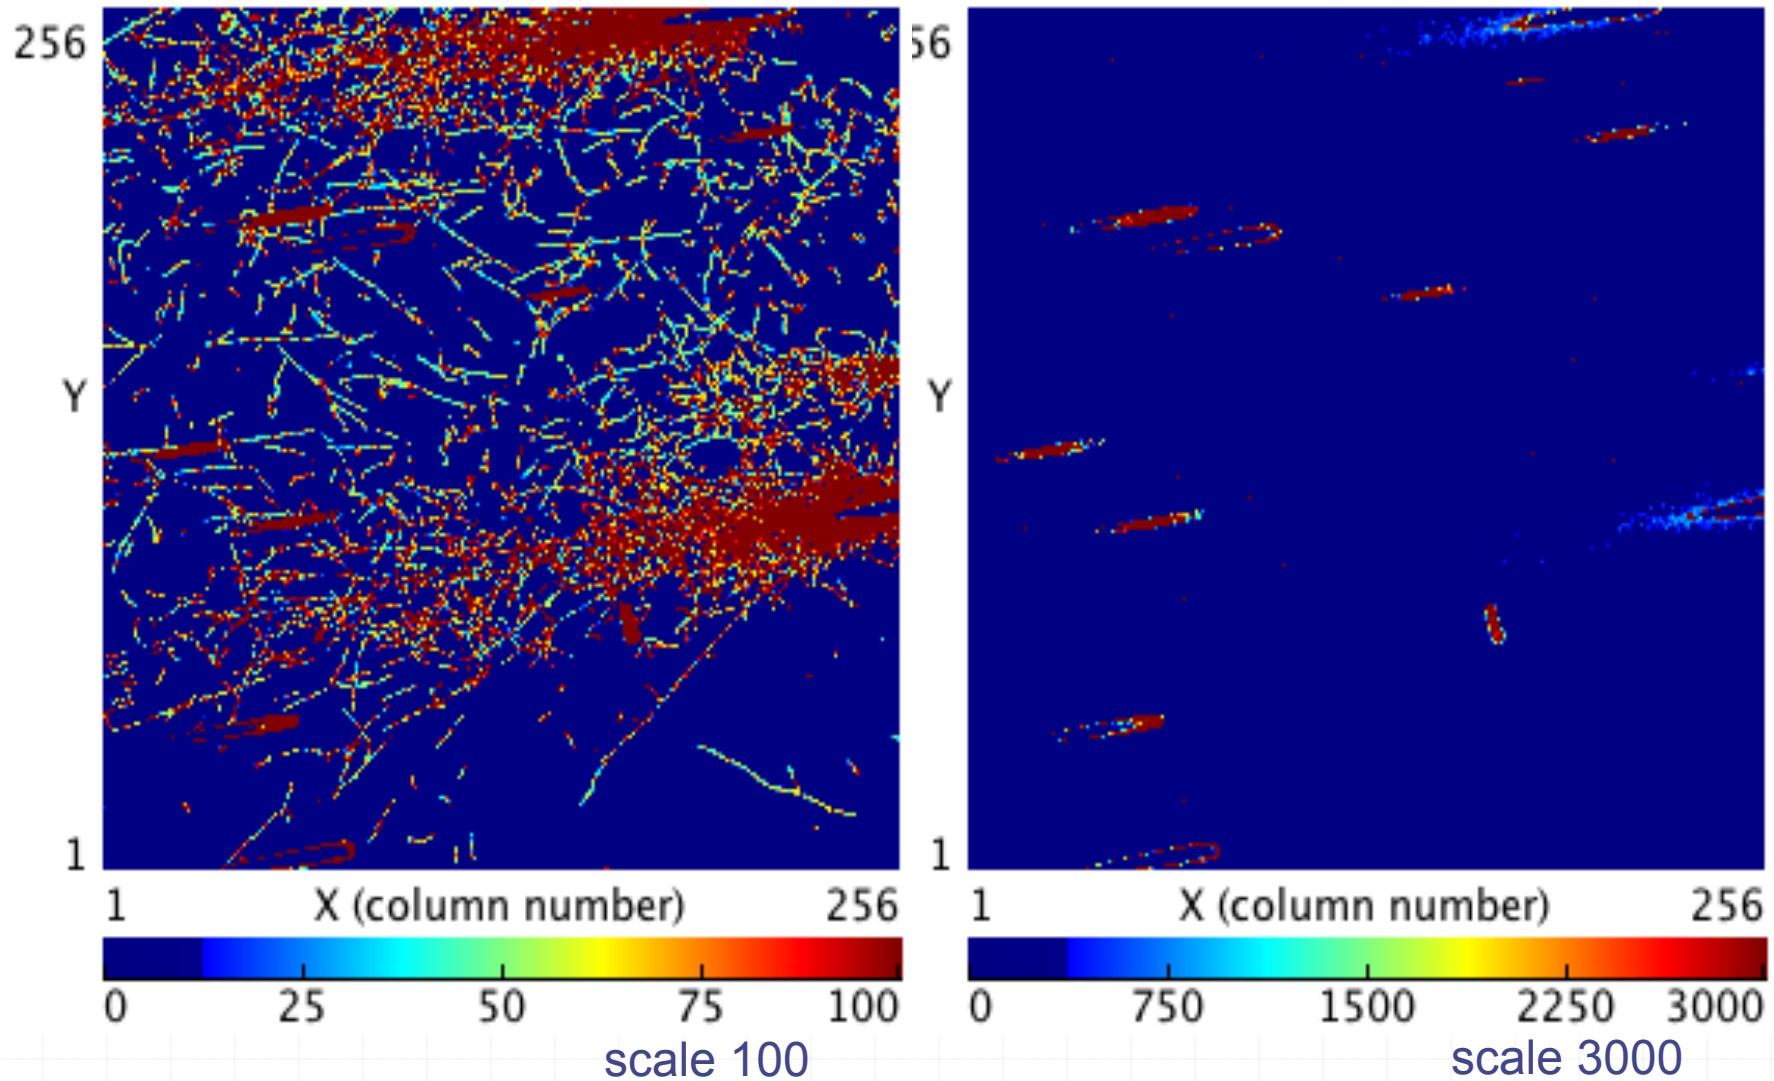 256
Y
1
1 X (column number) 256
0 25 50 75 100
scale 100
56
Y
1
1 X (column number) 256
0 750 1500 2250 3000
scale 3000